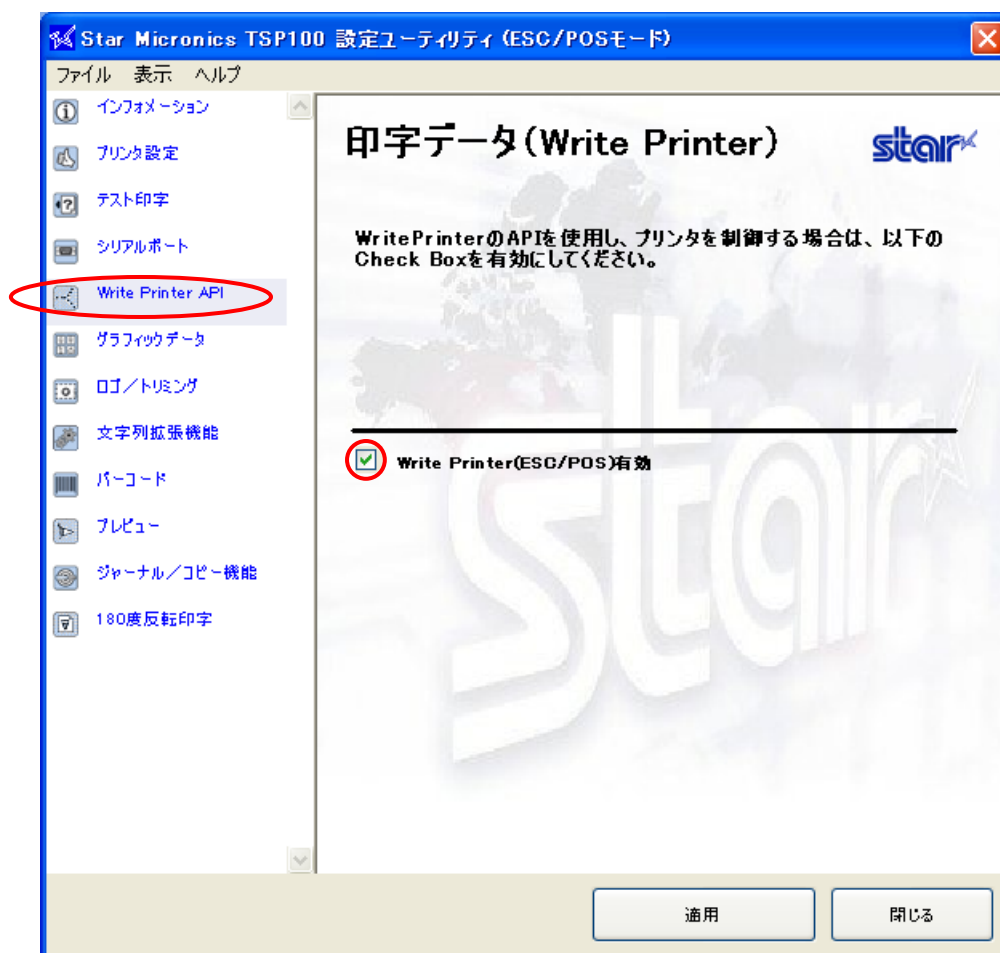 Star Micronics TSP100 設定ユーティリティ (ESC/POSモード)
ファイル 表示 ヘルプ
インフォメーション
プリンタ設定
テスト印字
シリアルポート
Write Printer API
グラフィックデータ
ロゴ／トリミング
文字列拡張機能
バーコード
プレビュー
ジャーナル／コピー機能
180度反転印字
印字データ(Write Printer)
star
WritePrinterのAPIを使用し、プリンタを制御する場合は、以下の
Check Boxを有効にしてください。
Write Printer(ESC/POS)有効
star
適用
閉じる